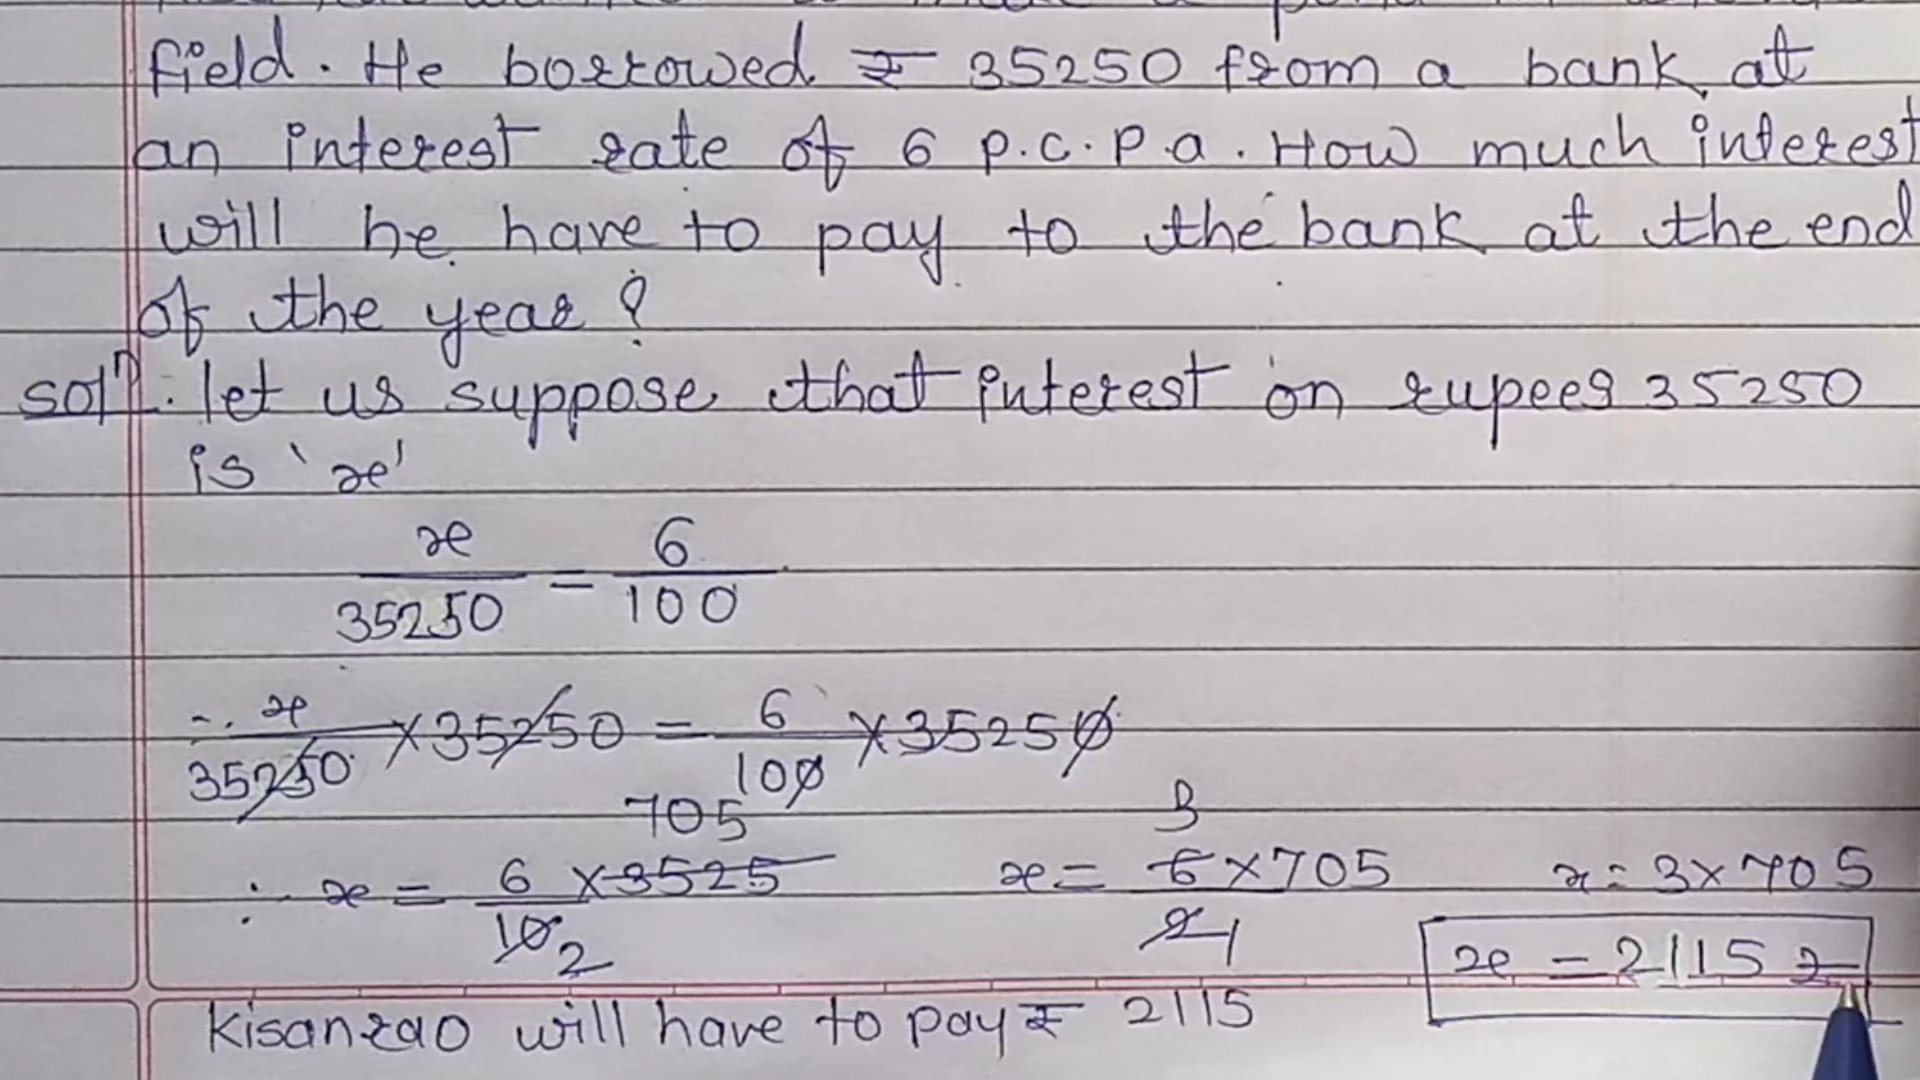 field. He borrowed ₹ 35250 from a bank at
an interest rate of 6 p.c.p.a. How much interest
will he have to pay to the bank at the end
of the year?
solⁿ. let us suppose that interest on rupees 35250
is 'x'
x/35250 = 6/100
∴ x/35250 × 35250 = 6/100 × 35250
705 3
∴ x = 6 × 3525/10 2 x = 6 × 705/2 1 x = 3 × 705
x = 2115 ₹
Kisanrao will have to pay ₹ 2115